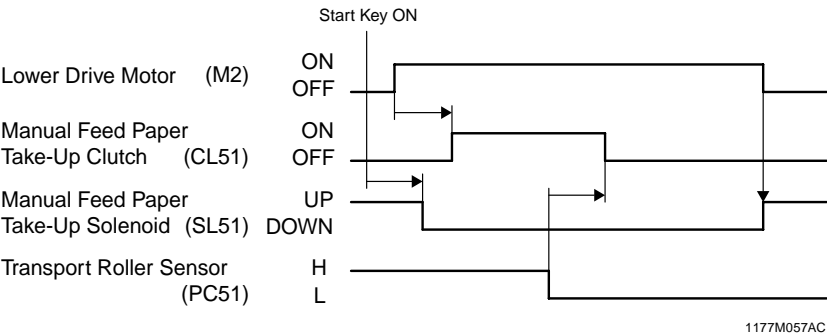 Start Key ON
Lower Drive Motor (M2) ON
OFF
Manual Feed Paper ON
Take-Up Clutch (CL51) OFF
Manual Feed Paper UP
Take-Up Solenoid (SL51) DOWN
Transport Roller Sensor H
(PC51) L
1177M057AC